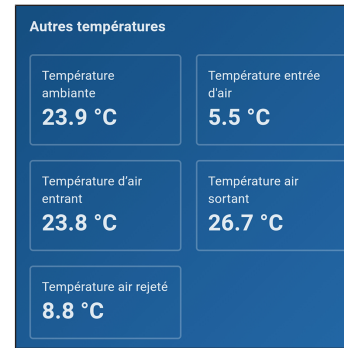 Autres températures
Température
ambiante
23.9 °C
Température entrée
d'air
5.5 °C
Température d'air
entrant
23.8 °C
Température air
sortant
26.7 °C
Température air rejeté
8.8 °C